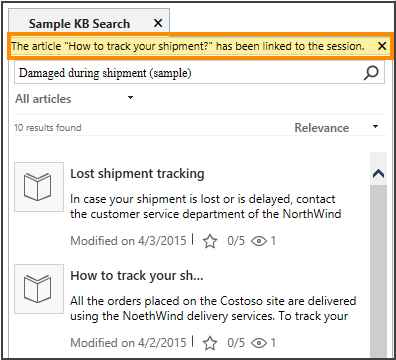 Sample KB Search
The article "How to track your shipment?" has been linked to the session.
Damaged during shipment (sample)
All articles
10 results found
Relevance
Lost shipment tracking
In case your shipment is lost or is delayed, contact
the customer service department of the NorthWind
Modified on 4/3/2015
0/5
1
How to track your sh...
All the orders placed on the Costoso site are delivered
using the NoethWind delivery services. To track your
Modified on 4/2/2015
0/5
1